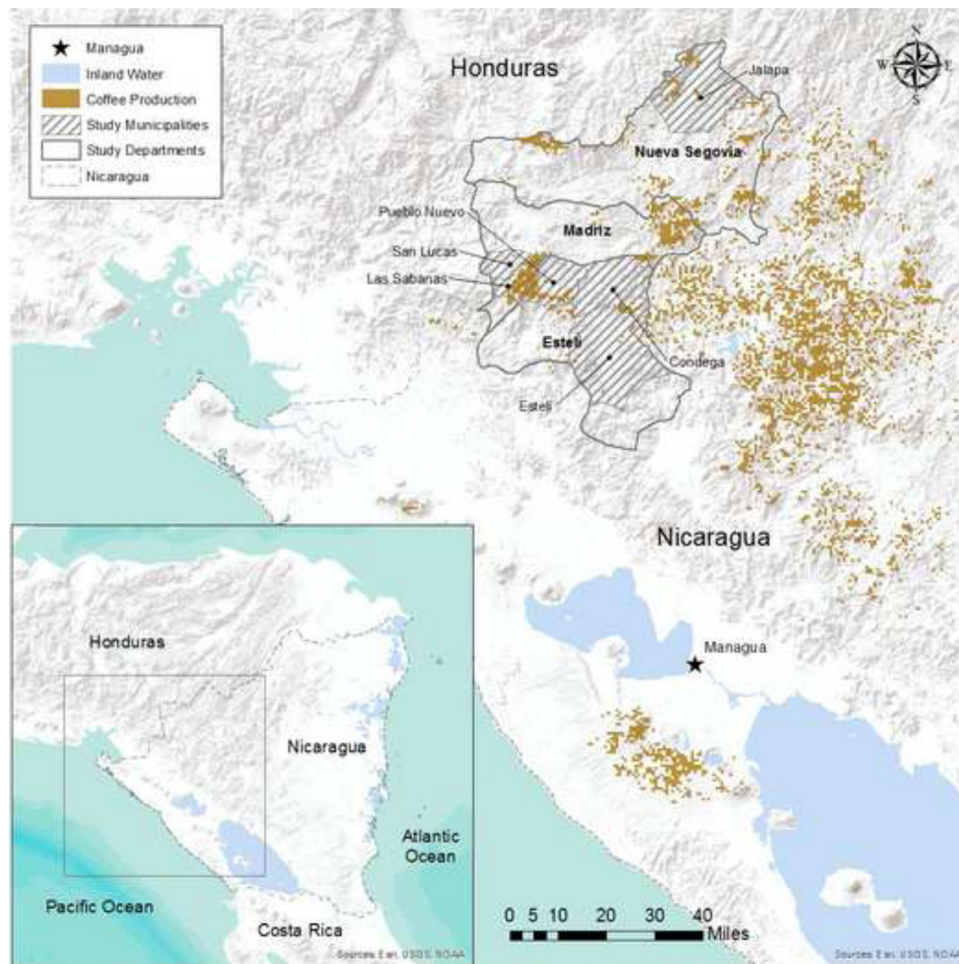 Managua
Inland Water
Coffee Production
Study Municipalities
Study Departments
Nicaragua
Honduras
N
W
E
S
Jalapa
Nueva Segovia
Pueblo Nuevo
Madriz
San Lucas
Las Sabanas
Estelí
Condega
Estelí
Nicaragua
Managua
Honduras
Nicaragua
Atlantic
Ocean
Pacific Ocean
Costa Rica
Sources: Esri, USGS, NOAA
0 5 10 20 30 40
Miles
Sources: Esri, USGS, NOAA